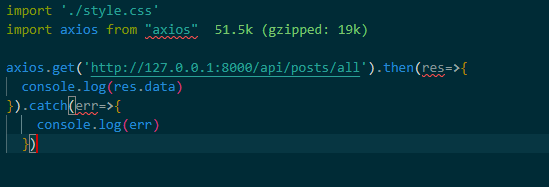 import './style.css'
import axios from "axios"  51.5k (gzipped: 19k)
axios.get('http://127.0.0.1:8000/api/posts/all').then(res=>{
  console.log(res.data)
}).catch(err=>{
    console.log(err)
  })